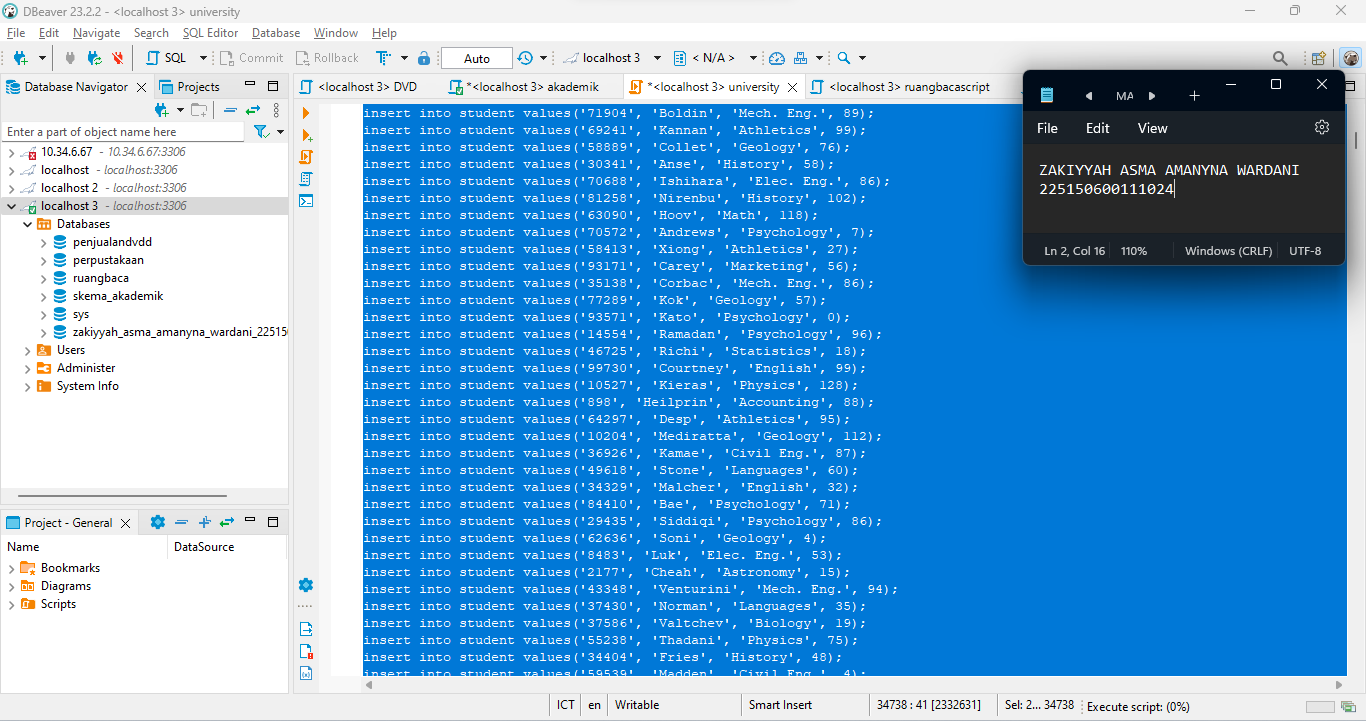 DBeaver 23.2.2 - <localhost 3> university
File Edit Navigate Search SQL Editor Database Window Help
SQL Commit Rollback Auto localhost 3 < N/A >
Database Navigator Projects
<localhost 3> DVD *<localhost 3> akademik *<localhost 3> university <localhost 3> ruangbacascript
Enter a part of object name here
10.34.6.67 - 10.34.6.67:3306
localhost - localhost:3306
localhost 2 - localhost:3306
localhost 3 - localhost:3306
Databases
penjualandvdd
perpustakaan
ruangbaca
skema_akademik
sys
zakiyyah_asma_amanyna_wardani_22515
Users
Administer
System Info
Project - General
Name DataSource
Bookmarks
Diagrams
Scripts
insert into student values('71904', 'Boldin', 'Mech. Eng.', 89);
insert into student values('69241', 'Kannan', 'Athletics', 99);
insert into student values('58889', 'Collet', 'Geology', 76);
insert into student values('30341', 'Anse', 'History', 58);
insert into student values('70688', 'Ishihara', 'Elec. Eng.', 86);
insert into student values('81258', 'Nirenbu', 'History', 102);
insert into student values('63090', 'Hoov', 'Math', 118);
insert into student values('70572', 'Andrews', 'Psychology', 7);
insert into student values('58413', 'Xiong', 'Athletics', 27);
insert into student values('93171', 'Carey', 'Marketing', 56);
insert into student values('35138', 'Corbac', 'Mech. Eng.', 86);
insert into student values('77289', 'Kok', 'Geology', 57);
insert into student values('93571', 'Kato', 'Psychology', 0);
insert into student values('14554', 'Ramadan', 'Psychology', 96);
insert into student values('46725', 'Richi', 'Statistics', 18);
insert into student values('99730', 'Courtney', 'English', 99);
insert into student values('10527', 'Kieras', 'Physics', 128);
insert into student values('898', 'Heilprin', 'Accounting', 88);
insert into student values('64297', 'Desp', 'Athletics', 95);
insert into student values('10204', 'Mediratta', 'Geology', 112);
insert into student values('36926', 'Kamae', 'Civil Eng.', 87);
insert into student values('49618', 'Stone', 'Languages', 60);
insert into student values('34329', 'Malcher', 'English', 32);
insert into student values('84410', 'Bae', 'Psychology', 71);
insert into student values('29435', 'Siddiqi', 'Psychology', 86);
insert into student values('62636', 'Soni', 'Geology', 4);
insert into student values('8483', 'Luk', 'Elec. Eng.', 53);
insert into student values('2177', 'Cheah', 'Astronomy', 15);
insert into student values('43348', 'Venturini', 'Mech. Eng.', 94);
insert into student values('37430', 'Norman', 'Languages', 35);
insert into student values('37586', 'Valtchev', 'Biology', 19);
insert into student values('55238', 'Thadani', 'Physics', 75);
insert into student values('34404', 'Fries', 'History', 48);
insert into student values('59539', 'Madden', 'Civil Eng.', 4);
MA
File Edit View
ZAKIYYAH ASMA AMANYNA WARDANI
225150600111024
Ln 2, Col 16 110% Windows (CRLF) UTF-8
ICT en Writable Smart Insert 34738 : 41 [2332631] Sel: 2... 34738 Execute script: (0%)